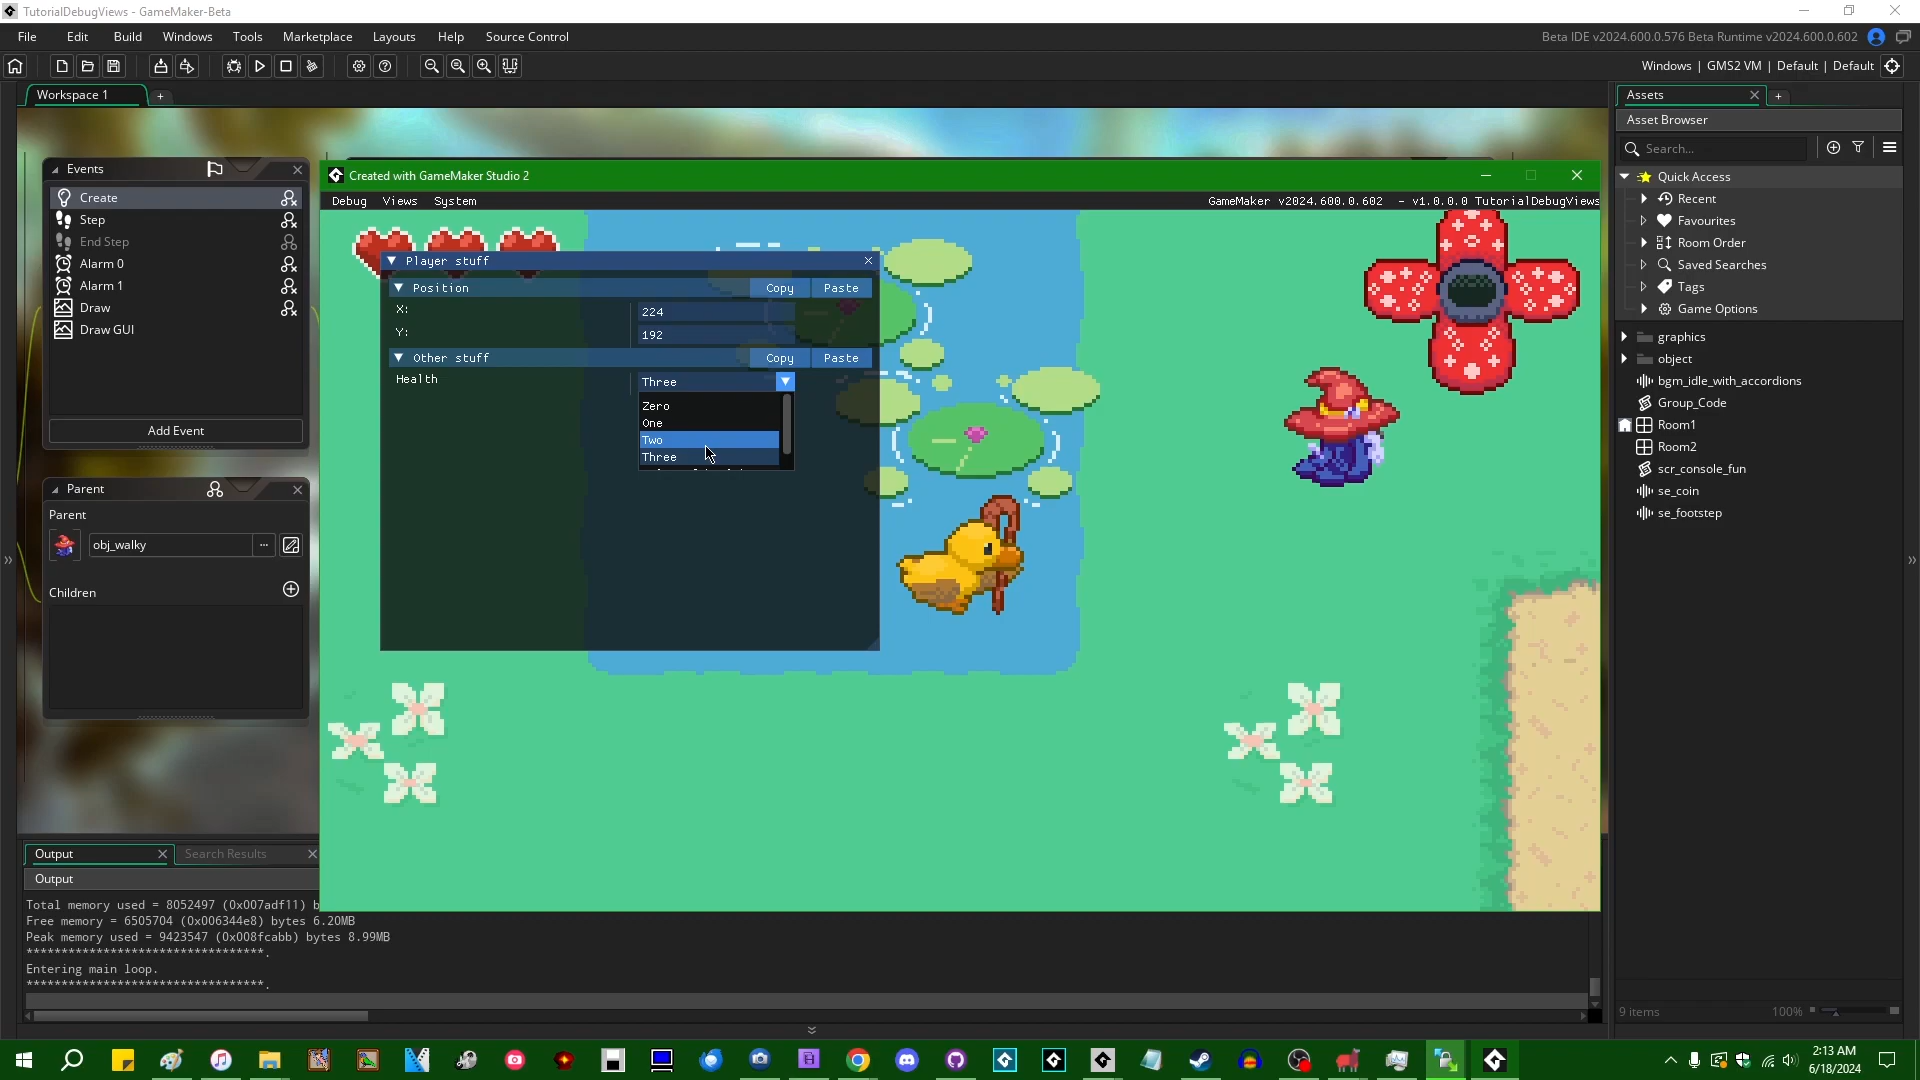 TutorialDebugViews - GameMaker-Beta
File Edit Build Windows Tools Marketplace Layouts Help Source Control
Beta IDE v2024.600.0.576 Beta Runtime v2024.600.0.602
Windows | GMS2 VM | Default | Default
Workspace 1
Assets
Asset Browser
Search...
Quick Access
Recent
Favourites
Room Order
Saved Searches
Tags
Game Options
graphics
object
bgm_idle_with_accordions
Group_Code
Room1
Room2
scr_console_fun
se_coin
se_footstep
9 items 100%
Events
Create
Step
End Step
Alarm 0
Alarm 1
Draw
Draw GUI
Add Event
Parent
Parent
obj_walky
Children
Created with GameMaker Studio 2
Debug Views System
GameMaker v2024.600.0.602 - v1.0.0.0 TutorialDebugViews
Player stuff
Position Copy Paste
X: 224
Y: 192
Other stuff Copy Paste
Health Three
Zero
One
Two
Three
Output Search Results
Output
Total memory used = 8052497 (0x007adf11) b
Free memory = 6505704 (0x006344e8) bytes 6.20MB
Peak memory used = 9423547 (0x008fcabb) bytes 8.99MB
**********************************.
Entering main loop.
**********************************.
2:13 AM
6/18/2024